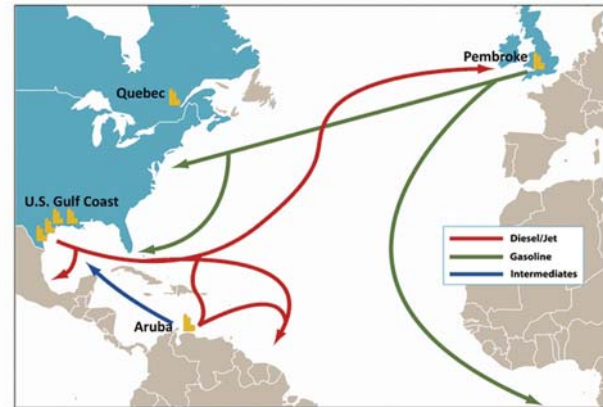 Pembroke
Quebec
U.S. Gulf Coast
Diesel/Jet
Gasoline
Intermediates
Aruba